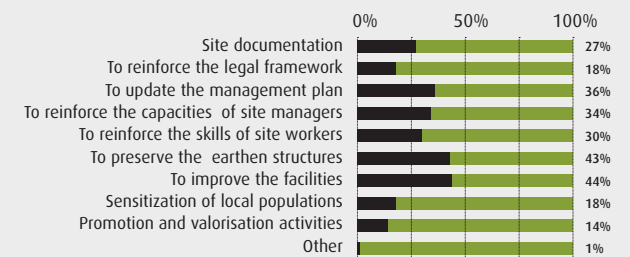 0% 50% 100%
Site documentation 27%
To reinforce the legal framework 18%
To update the management plan 36%
To reinforce the capacities of site managers 34%
To reinforce the skills of site workers 30%
To preserve the earthen structures 43%
To improve the facilities 44%
Sensitization of local populations 18%
Promotion and valorisation activities 14%
Other 1%